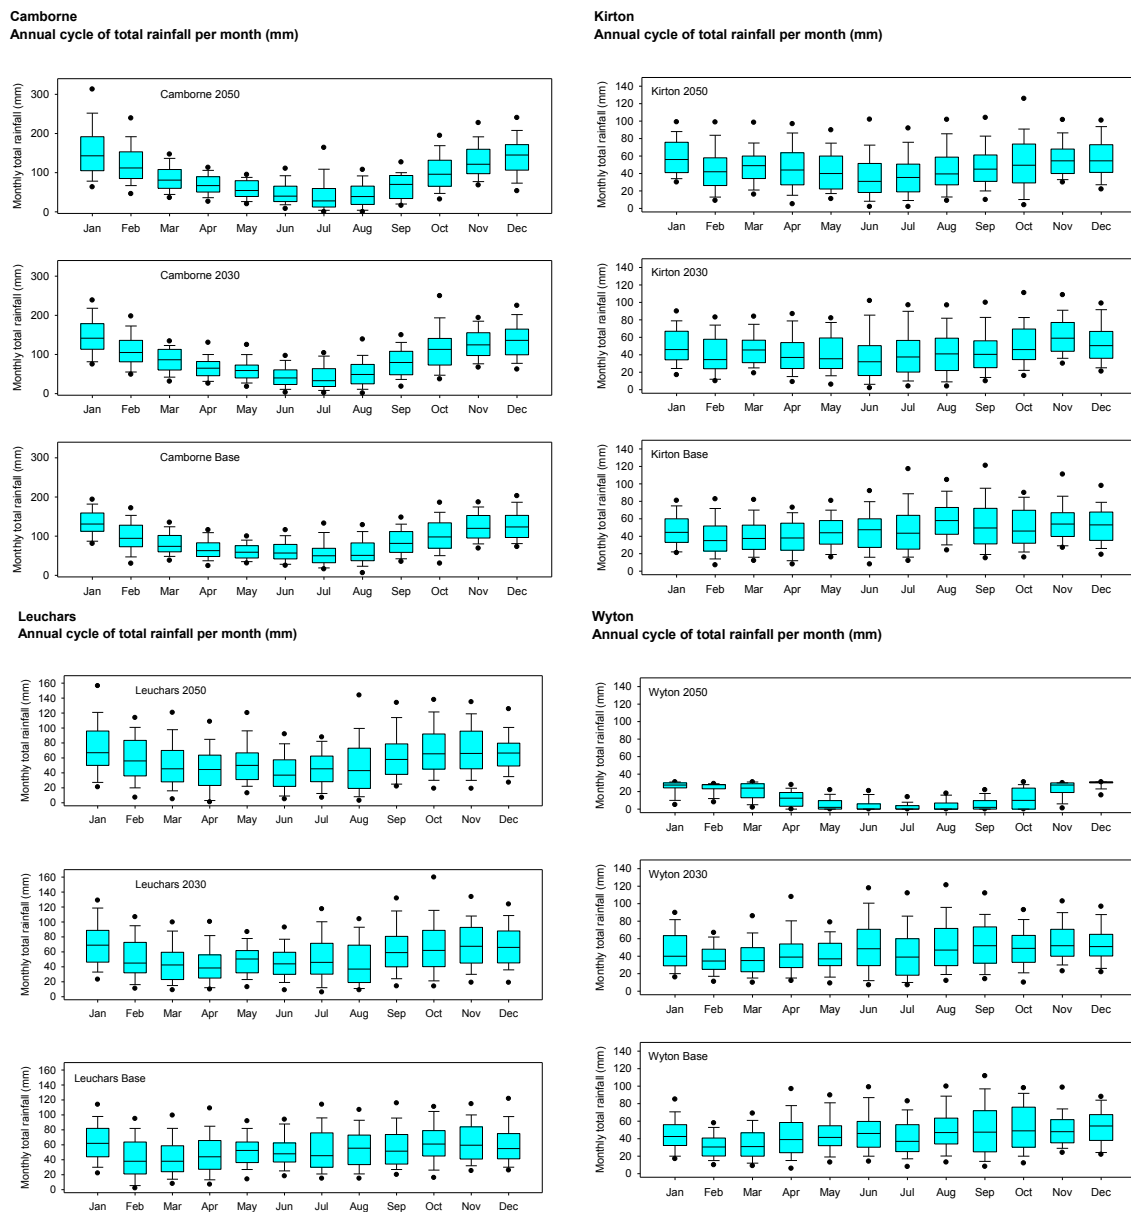 Camborne
Annual cycle of total rainfall per month (mm)
Monthly total rainfall (mm)
Camborne 2050
300
200
100
0
Jan Feb Mar Apr May Jun Jul Aug Sep Oct Nov Dec
Monthly total rainfall (mm)
Camborne 2030
300
200
100
0
Jan Feb Mar Apr May Jun Jul Aug Sep Oct Nov Dec
Monthly total rainfall (mm)
Camborne Base
300
200
100
0
Jan Feb Mar Apr May Jun Jul Aug Sep Oct Nov Dec
Kirton
Annual cycle of total rainfall per month (mm)
Monthly total rainfall (mm)
Kirton 2050
140
120
100
80
60
40
20
0
Jan Feb Mar Apr May Jun Jul Aug Sep Oct Nov Dec
Monthly total rainfall (mm)
Kirton 2030
140
120
100
80
60
40
20
0
Jan Feb Mar Apr May Jun Jul Aug Sep Oct Nov Dec
Monthly total rainfall (mm)
Kirton Base
140
120
100
80
60
40
20
0
Jan Feb Mar Apr May Jun Jul Aug Sep Oct Nov Dec
Leuchars
Annual cycle of total rainfall per month (mm)
Monthly total rainfall (mm)
Leuchars 2050
160
140
120
100
80
60
40
20
0
Jan Feb Mar Apr May Jun Jul Aug Sep Oct Nov Dec
Monthly total rainfall (mm)
Leuchars 2030
160
140
120
100
80
60
40
20
0
Jan Feb Mar Apr May Jun Jul Aug Sep Oct Nov Dec
Monthly total rainfall (mm)
Leuchars Base
160
140
120
100
80
60
40
20
0
Jan Feb Mar Apr May Jun Jul Aug Sep Oct Nov Dec
Wyton
Annual cycle of total rainfall per month (mm)
Monthly total rainfall (mm)
Wyton 2050
140
120
100
80
60
40
20
0
Jan Feb Mar Apr May Jun Jul Aug Sep Oct Nov Dec
Monthly total rainfall (mm)
Wyton 2030
140
120
100
80
60
40
20
0
Jan Feb Mar Apr May Jun Jul Aug Sep Oct Nov Dec
Monthly total rainfall (mm)
Wyton Base
140
120
100
80
60
40
20
0
Jan Feb Mar Apr May Jun Jul Aug Sep Oct Nov Dec